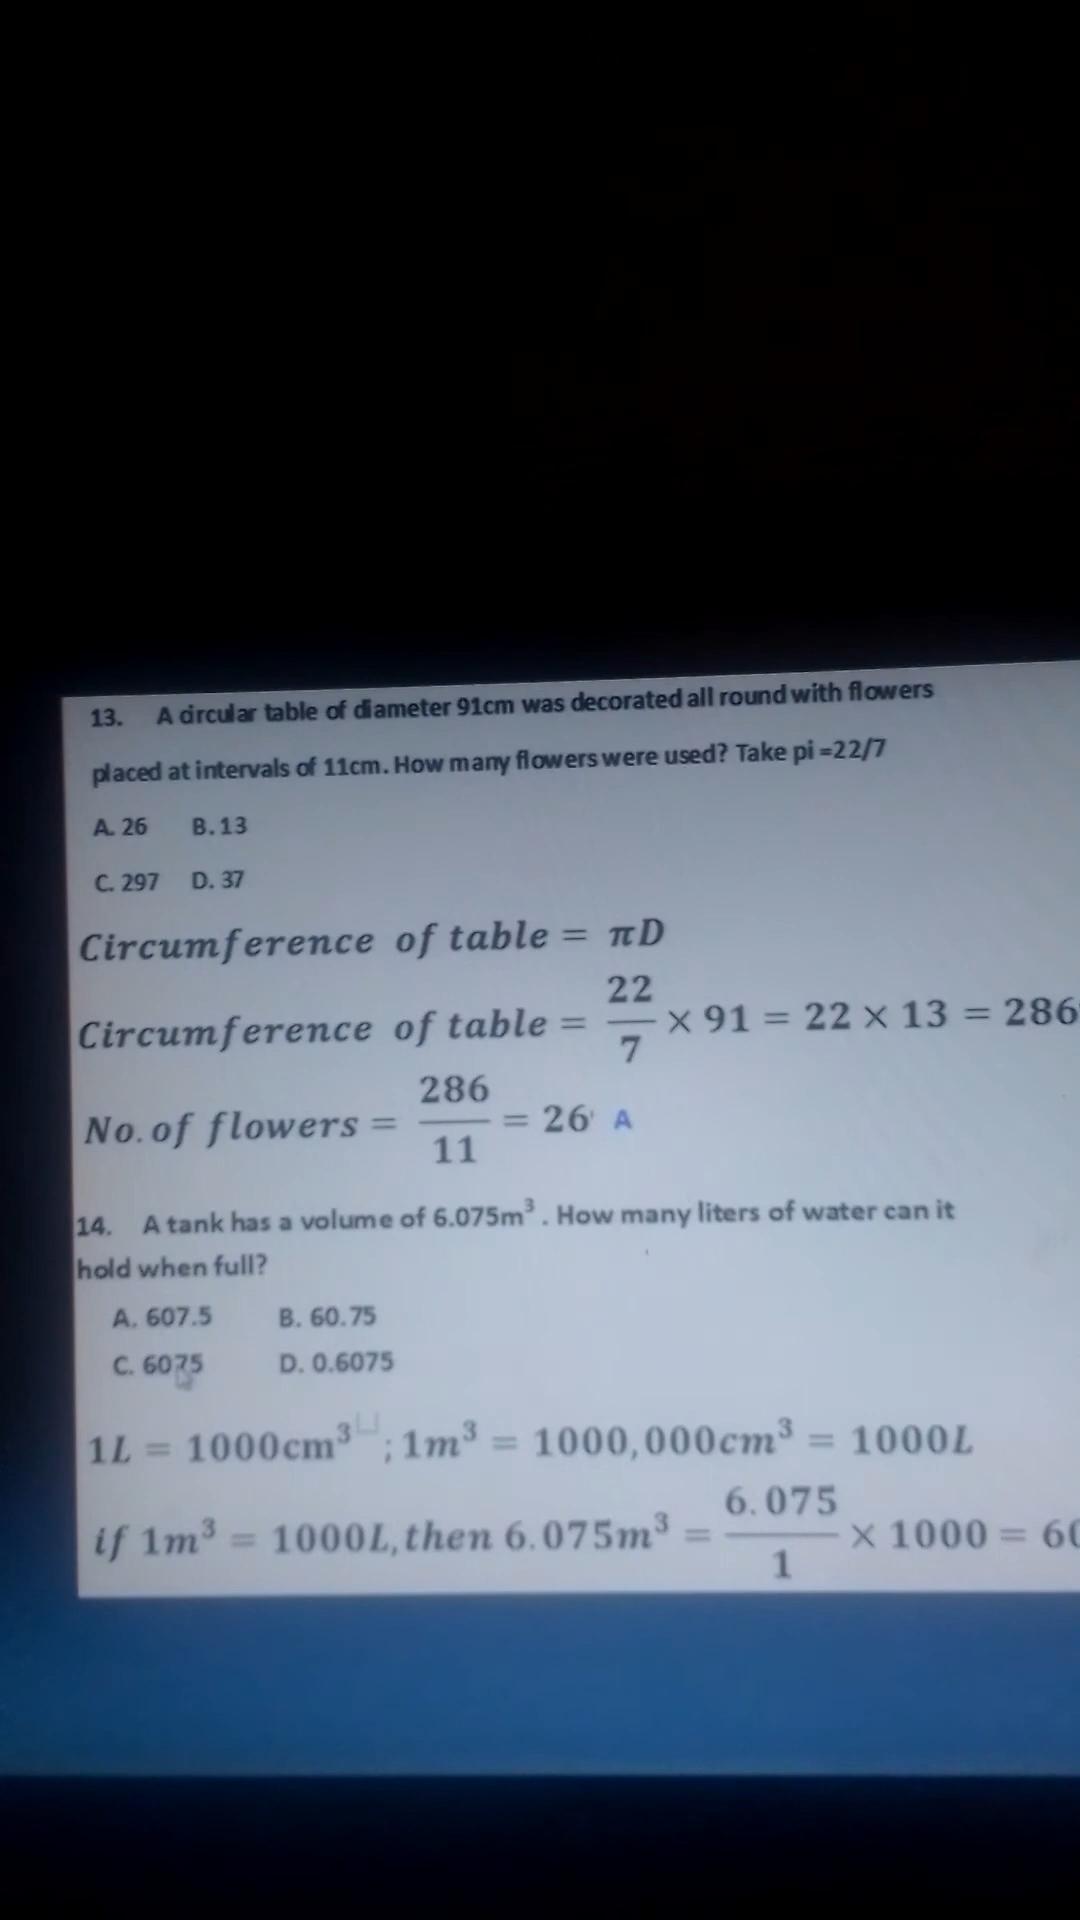 13. A circular table of diameter 91cm was decorated all round with flowers
placed at intervals of 11cm. How many flowers were used? Take pi =22/7
A. 26 B. 13
C. 297 D. 37
Circumference of table = πD
Circumference of table = 22/7 × 91 = 22 × 13 = 286
No. of flowers = 286/11 = 26 A
14. A tank has a volume of 6.075m³ . How many liters of water can it
hold when full?
A. 607.5 B. 60.75
C. 6075 D. 0.6075
1L = 1000cm³ ; 1m³ = 1000,000cm³ = 1000L
if 1m³ = 1000L, then 6.075m³ = 6.075/1 × 1000 = 60